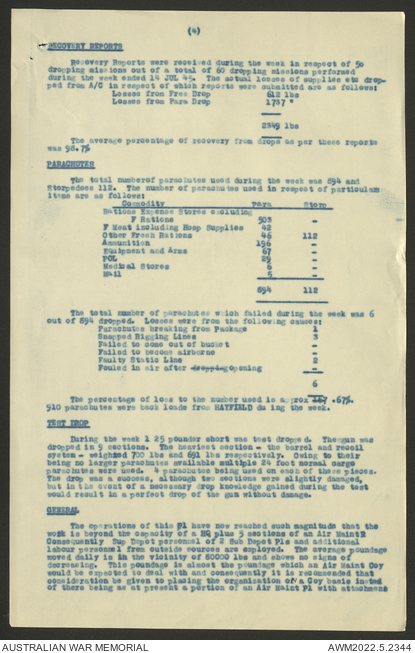 (4)
RECOVERY REPORTS
Recovery Reports were received during the week in respect of 50
dropping missions out of a total of 60 dropping missions performed
during the week ended 14 JUL 45. The actual losses of supplies etc drop-
ped from A/C in respect of which reports were submitted are as follows:
Losses from Free Drop 612 lbs
Losses from Para Drop 1737 "
2349 lbs
The average percentage of recovery from drops as per these reports
was 98.7%
PARACHUTES
The total numberof parachutes used during the week was 894 and
Storpedoes 112. The number of parachutes used in respect of particulam
items are as follows:
Commodity Para Storp
Rations Expense Stores excluding
F Rations 503 -
F Meat including Hosp Supplies 42 -
Other Fresh Rations 46 112
Ammunition 196 -
Equipment and Arms 67 -
POL 29 -
Medical Stores 6 -
Mail 5 -
894 112
The total number of parachutes which failed during the week was 6
out of 894 dropped. Losses were from the following causes:
Parachutes breaking from Package 1
Snapped Rigging Lines 3
Failed to come out of bucket -
Failed to become airborne -
Faulty Static Line 2
Fouled in air after opening -
6
The percentage of loss to the number used is approx .67%
910 parachutes were back loads from HAYFIELD du ing the week.
TEST DROP
During the week 1 25 pounder short was test dropped. Thegun was
dropped in 9 sections. The heaviest section - the barrel and recoil
system - weighted 700 lbs and 691 lbs respectively. Owing to their
being no larger parachutes available multiple 24 foot normal cargo
parachutes were used. 4 parachutes being used on each of these pieces.
The drop was a success, although two sections were slightly damaged,
but in the event of a necessary drop knowledge gained during the test
would result in a perfect drop of the gun without damage.
GENERAL
The operations of this Pl have now reached such magnitude that the
work is beyond the capacity of a HQ plus 5 sections of an Air Maint
Consequently Sup Depot personnel of 2 Sub Depot Pls and additional
labour personnel from outside sources are employed. The average poundage
moved daily is in the vicinity of 60000 lbs and shows no signs of
decreasing. This poundage is almost the poundage which an Air Maint Coy
would be expected to deal with and consequently it is recommended that
consideration be given to placing the organization of a Coy basis insted
of there being as at present a portion of an Air Maint Pl with attachment
AUSTRALIAN WAR MEMORIAL
AWM2022.5.2344